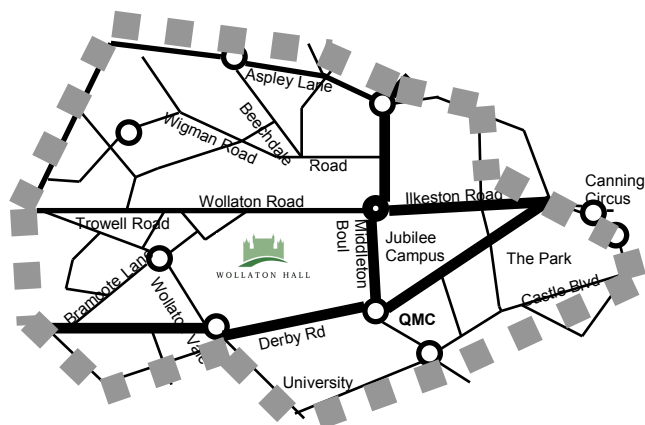 Aspley Lane
Beechdale
Wigman Road
Road
Canning
Circus
Wollaton Road
Ilkeston Road
Trowell Road
Middleton
Boul
Jubilee
Campus
The Park
WOLLATON HALL
Bramcote Lane
Wollaton Vale
Castle Blvd
QMC
Derby Rd
University